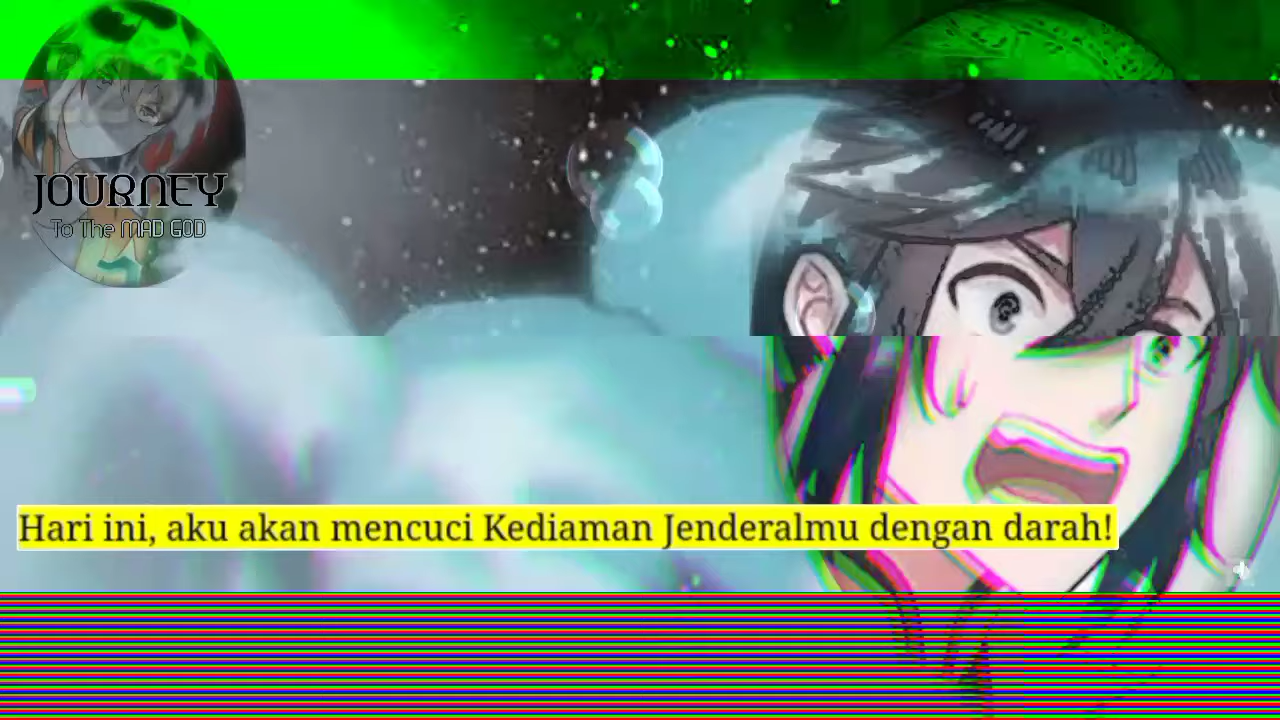 JOURNEY
To The MAD GOD
Hari ini, aku akan mencuci Kediaman Jenderalmu dengan darah!